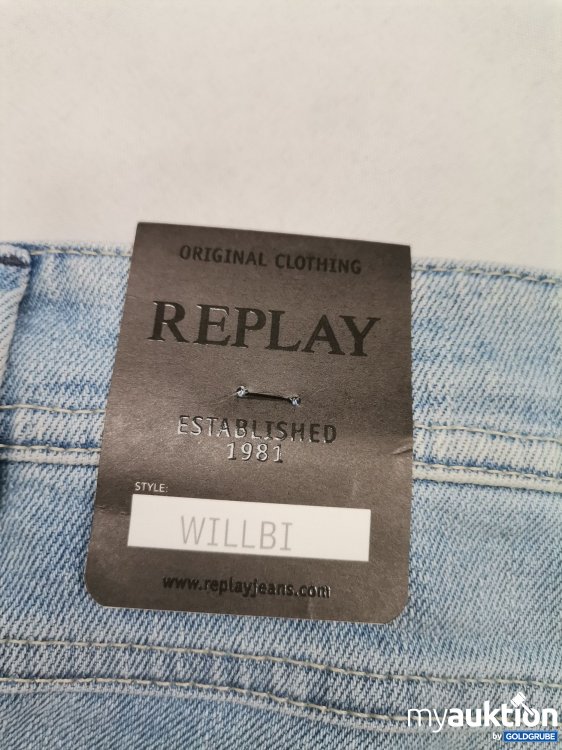 ORIGINAL CLOTHING
REPLAY
ESTABLISHED
1981
STYLE:
WILLBI
www.replayjeans.com
myauktion
by GOLDGRUBE